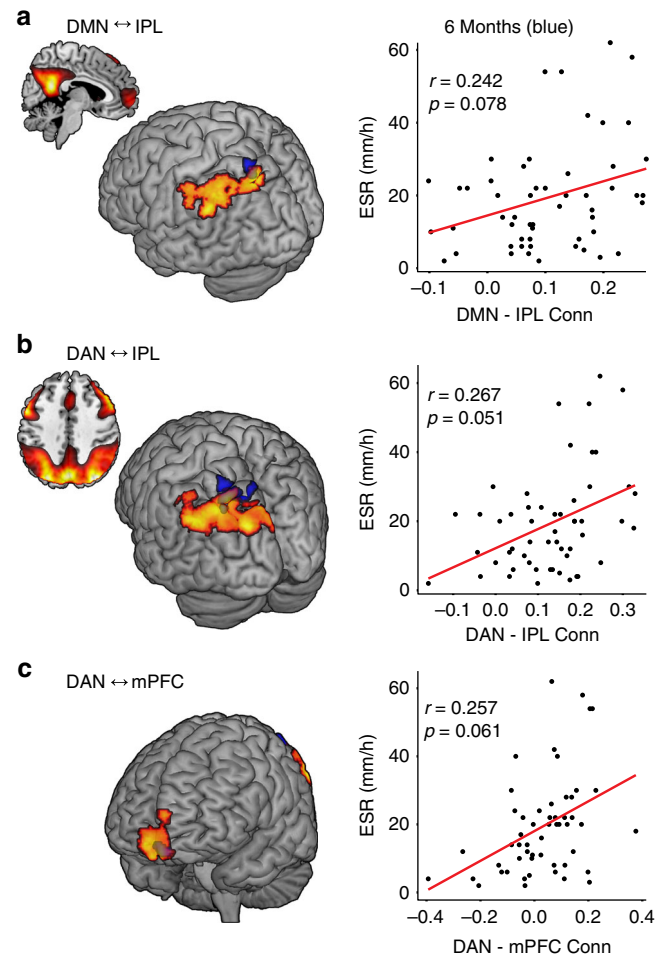 a
DMN ↔ IPL
6 Months (blue)
r = 0.242
p = 0.078
60
40
20
0
ESR (mm/h)
–0.1 0.0 0.1 0.2
DMN - IPL Conn
b
DAN ↔ IPL
r = 0.267
p = 0.051
60
40
20
0
ESR (mm/h)
–0.1 0.0 0.1 0.2 0.3
DAN - IPL Conn
c
DAN ↔ mPFC
r = 0.257
p = 0.061
60
40
20
0
ESR (mm/h)
–0.4 –0.2 0.0 0.2 0.4
DAN - mPFC Conn